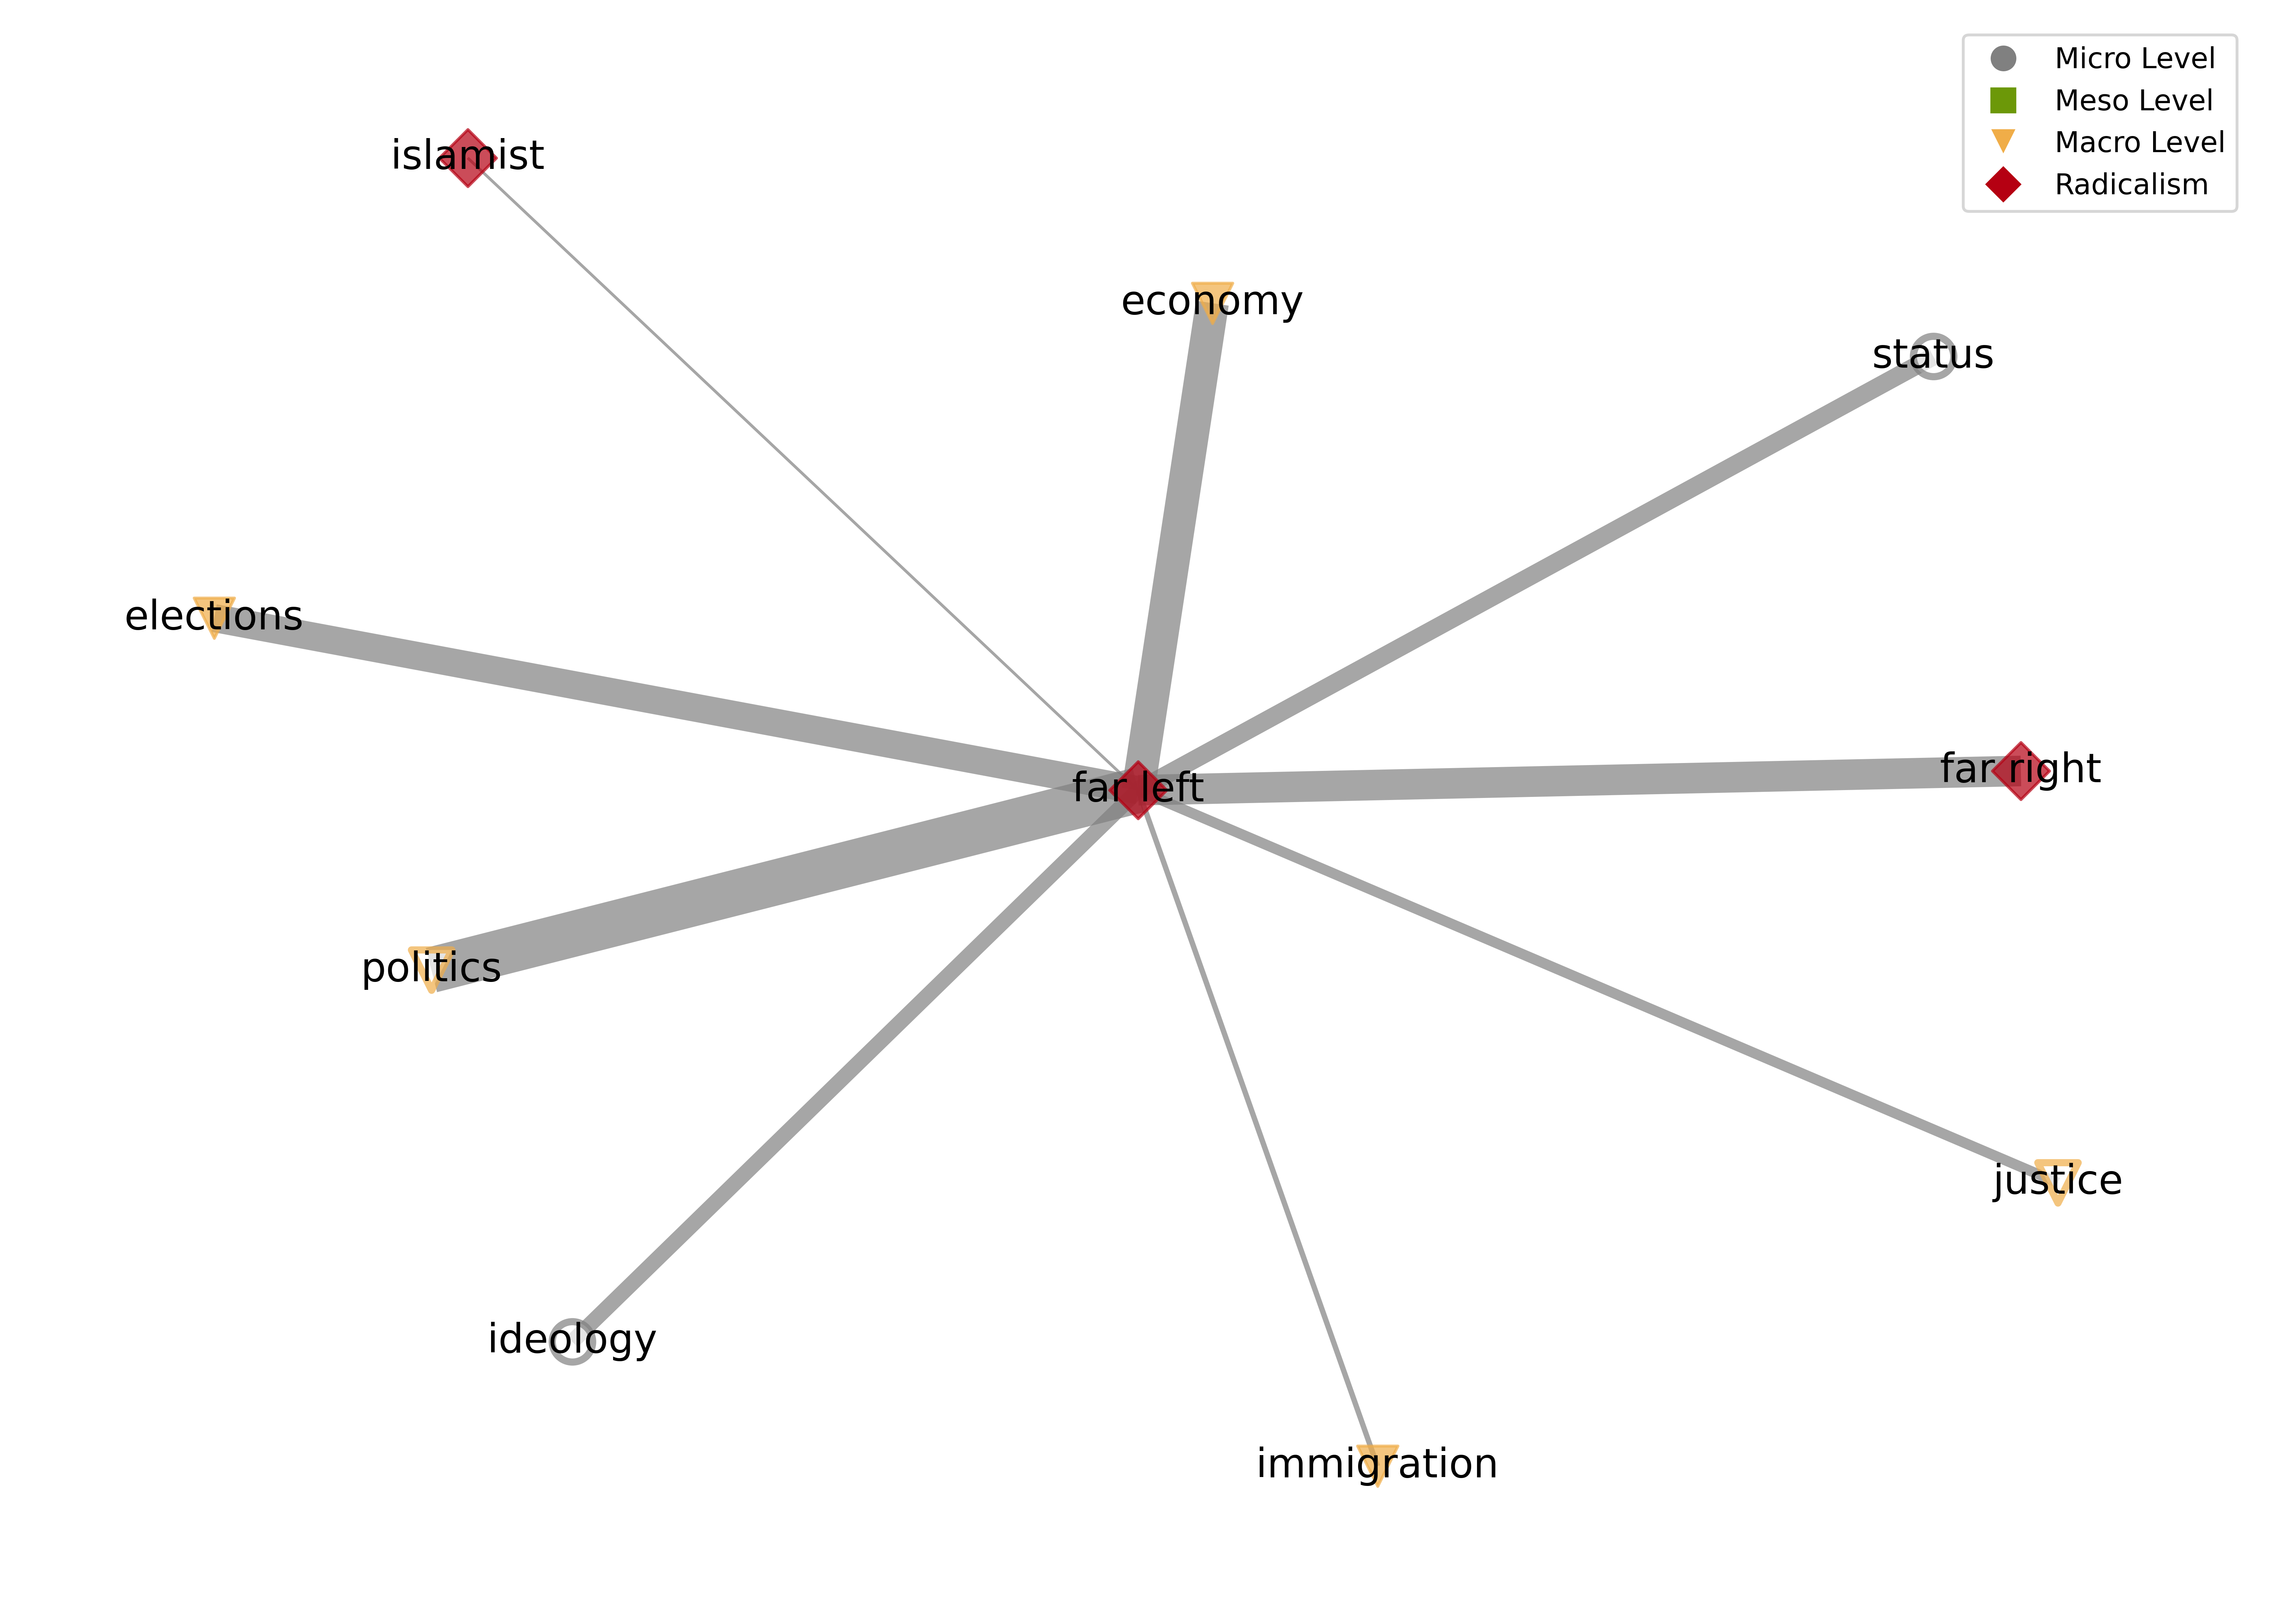 Micro Level
Meso Level
Macro Level
Radicalism
islamist
economy
status
elections
far left
far right
politics
justice
ideology
immigration